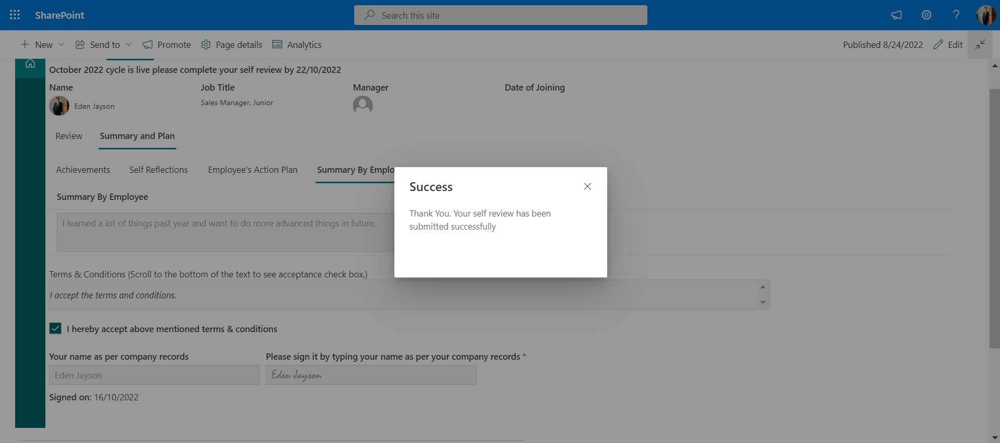 SharePoint
Search this site
New
Send to
Promote
Page details
Analytics
Published 8/24/2022
Edit
October 2022 cycle is live please complete your self review by 22/10/2022
Name
Job Title
Manager
Date of Joining
Eden Jayson
Sales Manager, Junior
Review
Summary and Plan
Achievements
Self Reflections
Employee's Action Plan
Summary By Emplo
Success
Thank You. Your self review has been
submitted successfully
Summary By Employee
I learned a lot of things past year and want to do more advanced things in future.
Terms & Conditions (Scroll to the bottom of the text to see acceptance check box.)
I accept the terms and conditions.
I hereby accept above mentioned terms & conditions
Your name as per company records
Please sign it by typing your name as per your company records *
Eden Jayson
Eden Jayson
Signed on: 16/10/2022